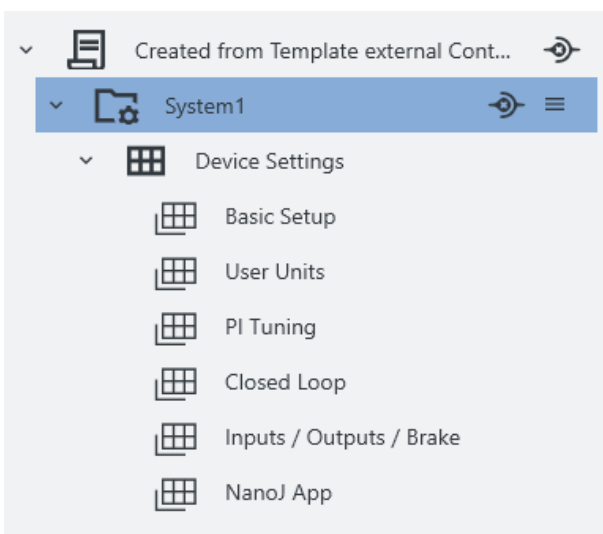 Created from Template external Cont...
System1
Device Settings
Basic Setup
User Units
PI Tuning
Closed Loop
Inputs / Outputs / Brake
NanoJ App